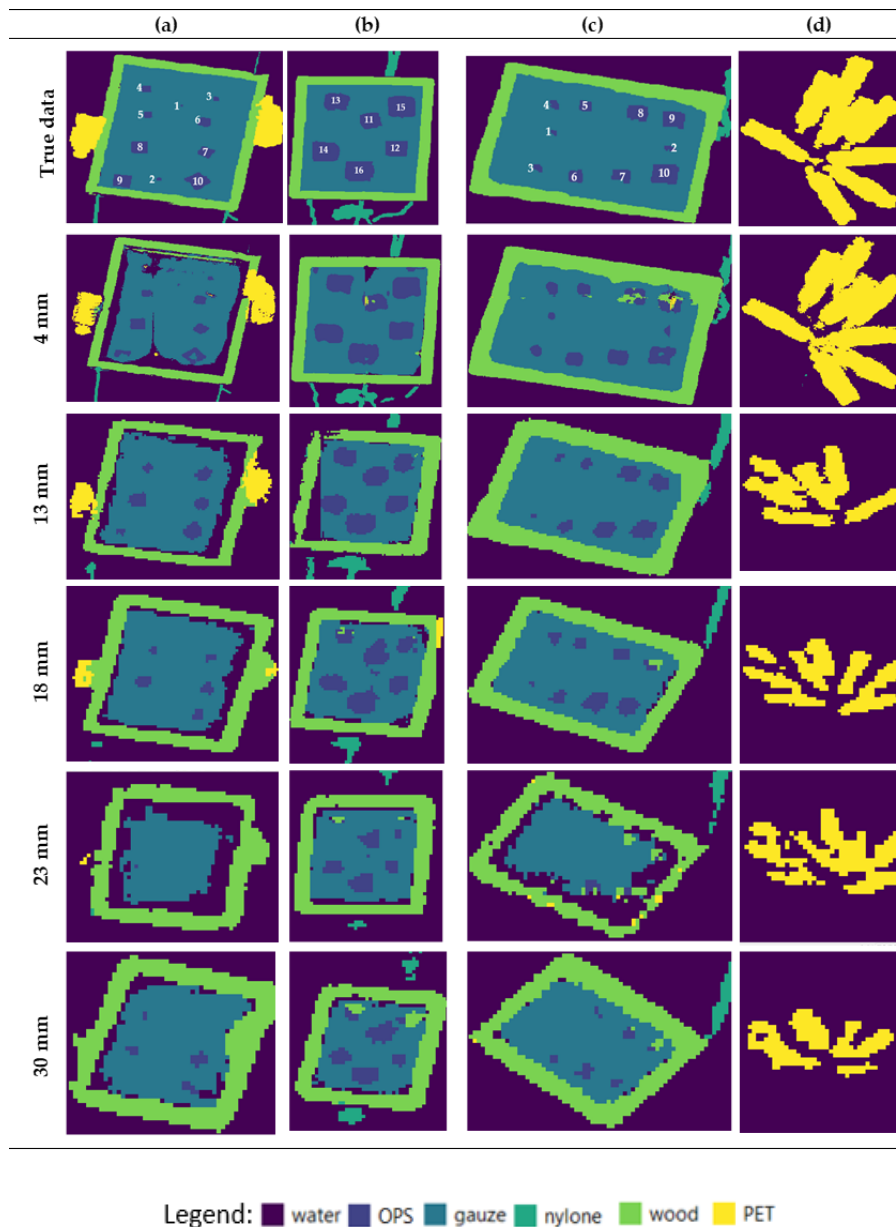 (a) (b) (c) (d)
True data
4 3 1 5 6 8 7 9 2 10
13 15 11 14 12 16
4 5 8 9 1 2 3 6 7 10
4 mm
13 mm
18 mm
23 mm
30 mm
Legend: water OPS gauze nylone wood PET